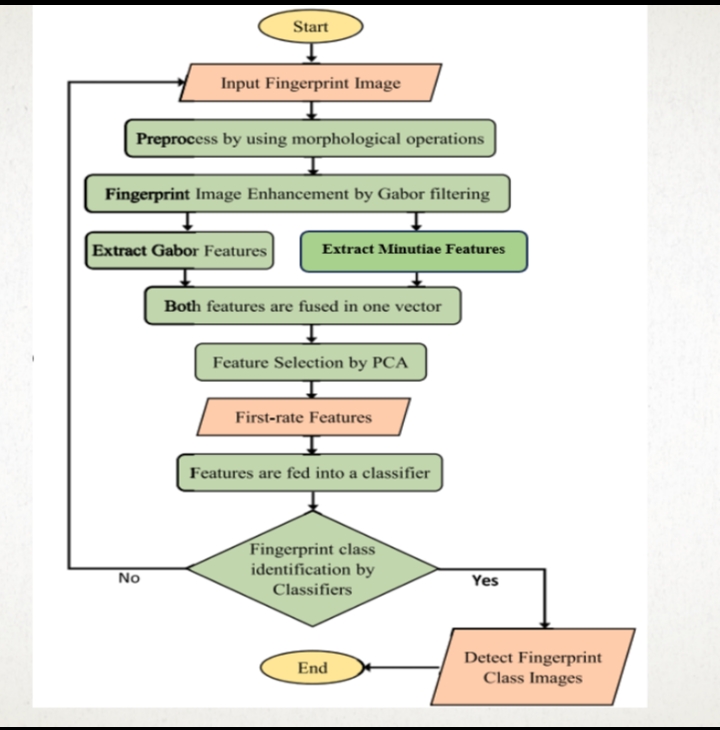 Start
Input Fingerprint Image
Preprocess by using morphological operations
Fingerprint Image Enhancement by Gabor filtering
Extract Gabor Features
Extract Minutiae Features
Both features are fused in one vector
Feature Selection by PCA
First-rate Features
Features are fed into a classifier
Fingerprint class
identification by
Classifiers
No
Yes
Detect Fingerprint
Class Images
End